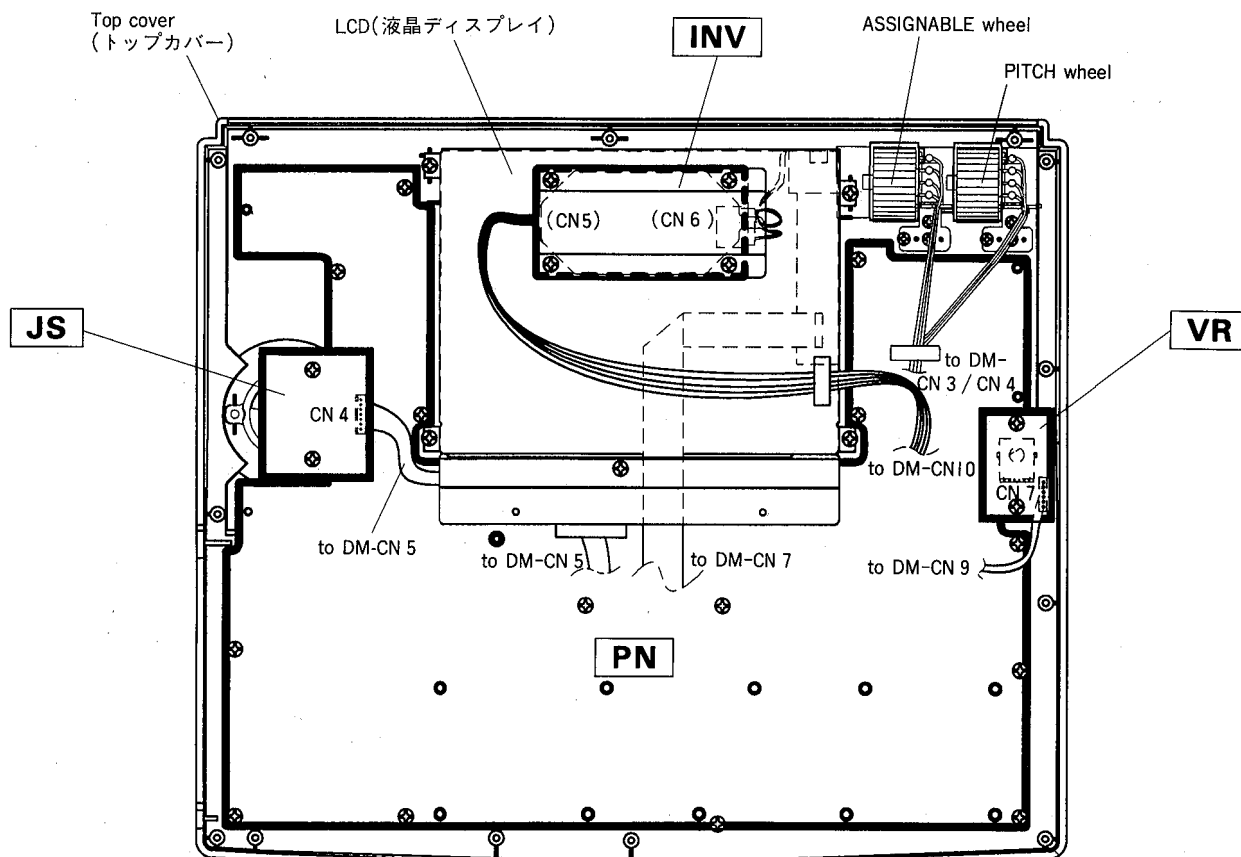 Top cover
(トップカバー)
LCD(液晶ディスプレイ)
INV
ASSIGNABLE wheel
PITCH wheel
(CN5)
(CN6)
JS
VR
to DM-
CN 3 / CN 4
CN 4
to DM-CN10
CN 7
to DM-CN 5
to DM-CN 5
to DM-CN 7
to DM-CN 9
PN